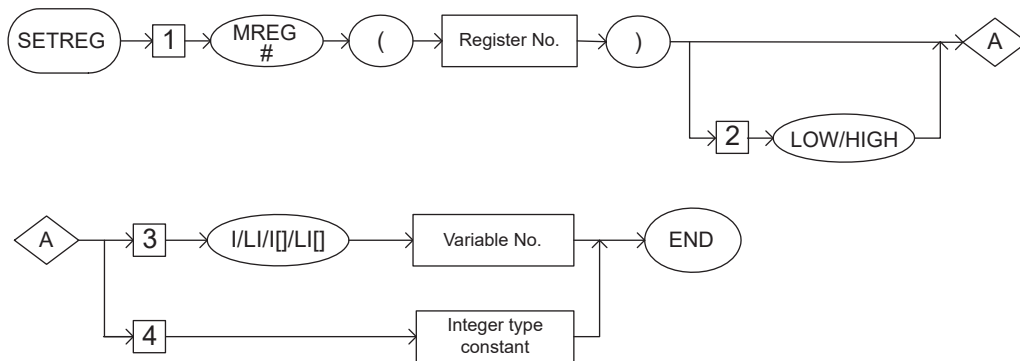 SETREG 1 MREG # ( Register No. ) A
2 LOW/HIGH
A 3 I/LI/I[]/LI[] Variable No. END
4 Integer type constant